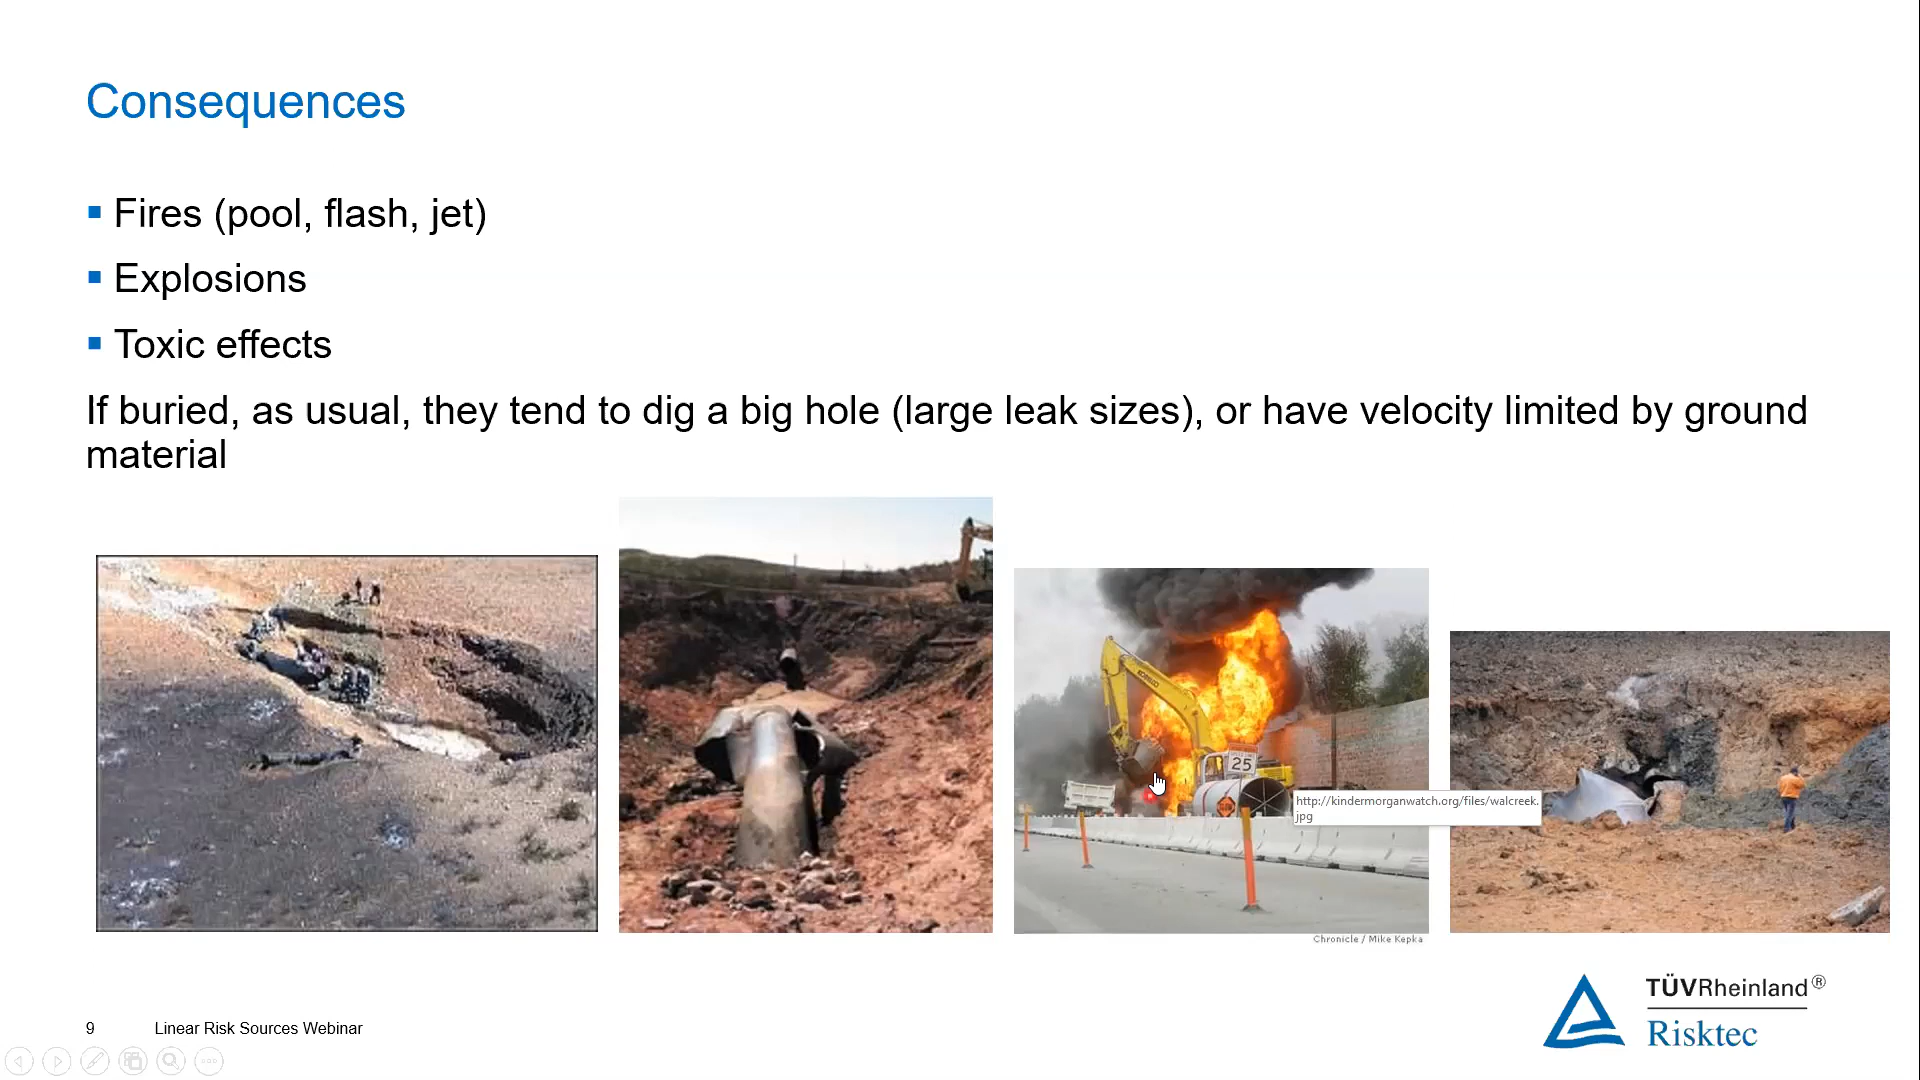 Consequences
Fires (pool, flash, jet)
Explosions
Toxic effects
If buried, as usual, they tend to dig a big hole (large leak sizes), or have velocity limited by ground
material
KOBELCO
25
http://kindermorganwatch.org/files/walcreek.
jpg
Chronicle / Mike Kepka
TÜVRheinland®
Risktec
9
Linear Risk Sources Webinar